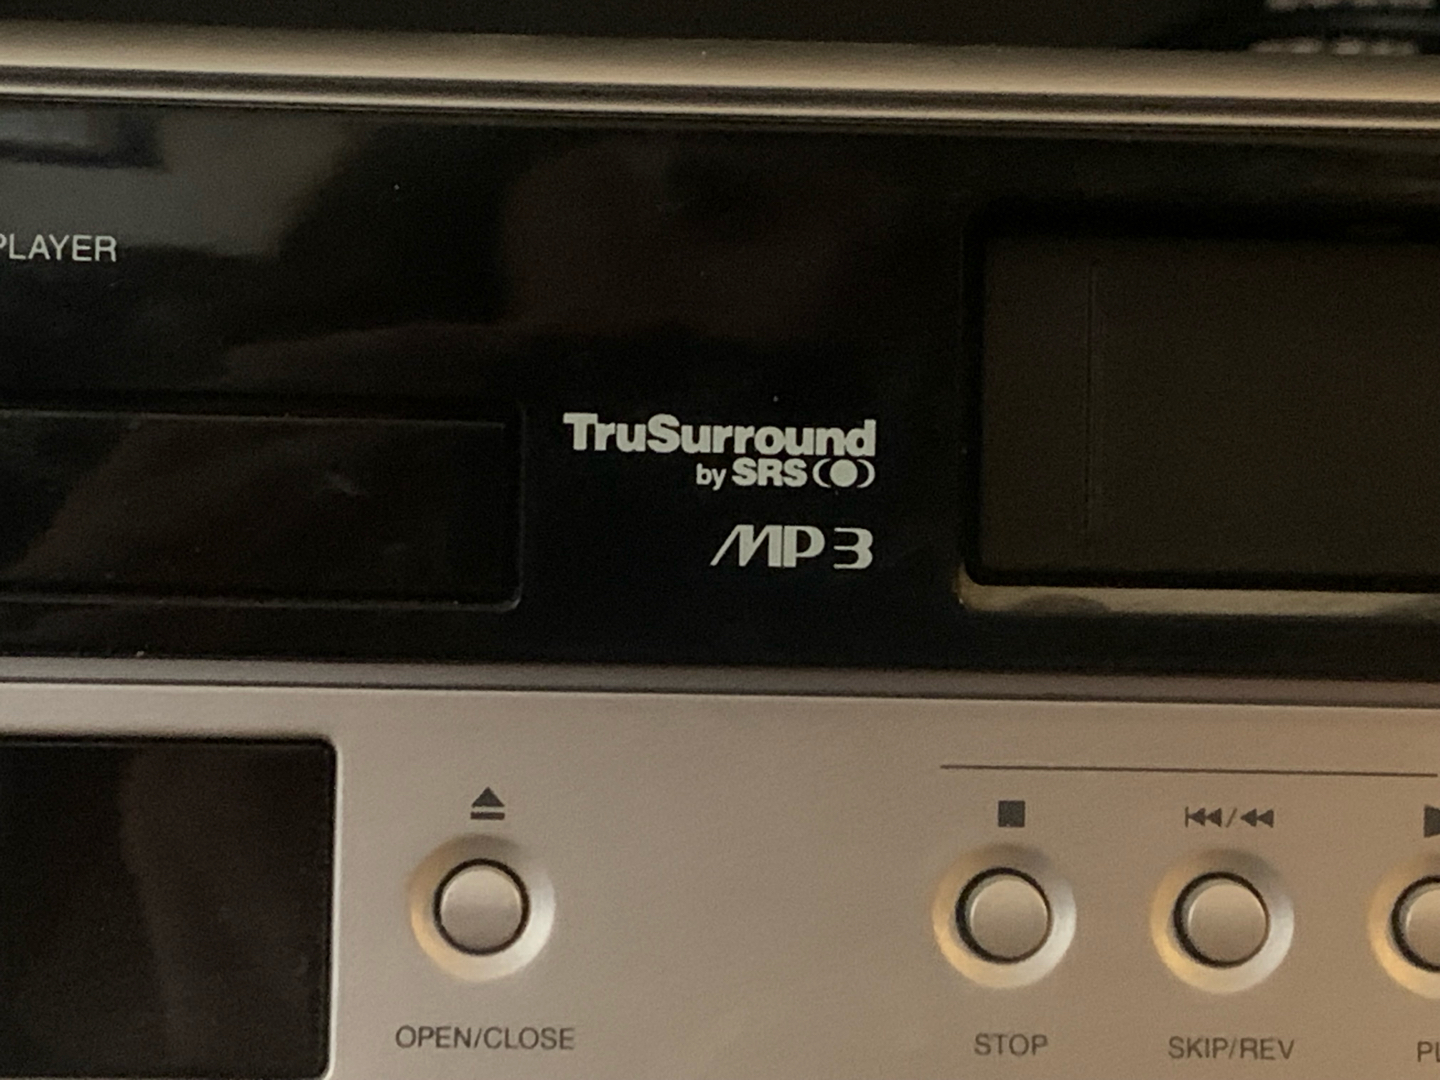 PLAYER
TruSurround
by SRS
MP3
OPEN/CLOSE
STOP
SKIP/REV